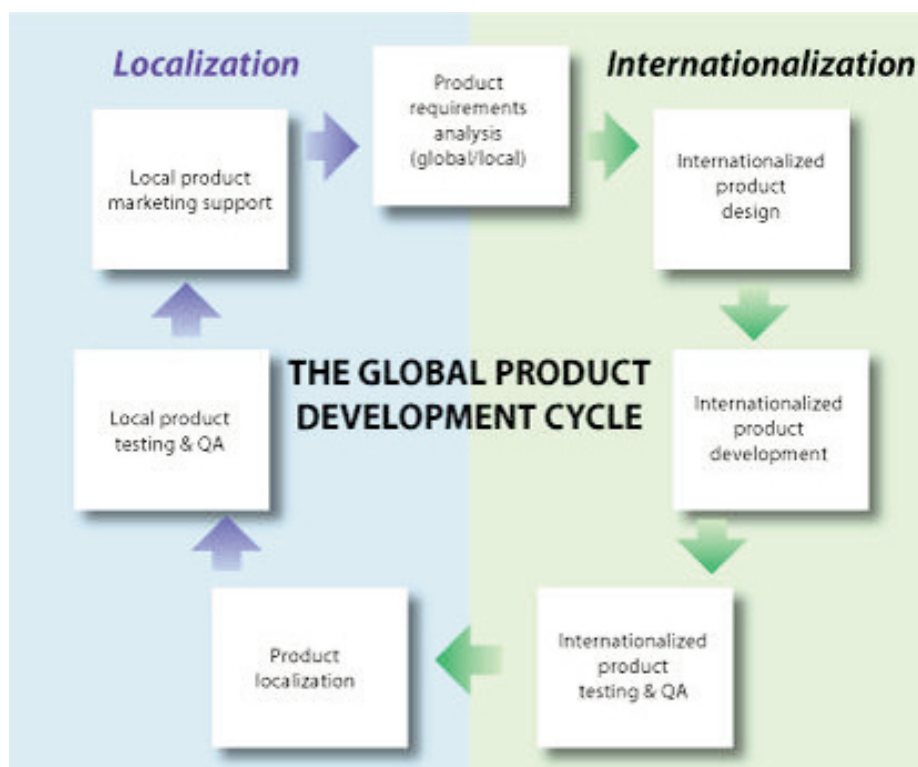 Localization
Internationalization
Product
requirements
analysis
(global/local)
Internationalized
product
design
Internationalized
product
development
Internationalized
product
testing & QA
Product
localization
Local product
testing & QA
Local product
marketing support
THE GLOBAL PRODUCT
DEVELOPMENT CYCLE